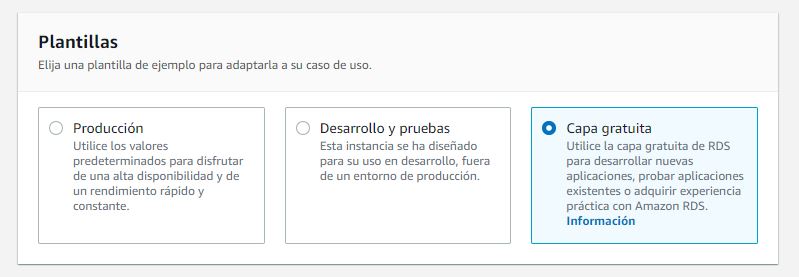 Plantillas
Elija una plantilla de ejemplo para adaptarla a su caso de uso.
Producción
Utilice los valores
predeterminados para disfrutar
de una alta disponibilidad y de
un rendimiento rápido y
constante.
Desarrollo y pruebas
Esta instancia se ha diseñado
para su uso en desarrollo, fuera
de un entorno de producción.
Capa gratuita
Utilice la capa gratuita de RDS
para desarrollar nuevas
aplicaciones, probar aplicaciones
existentes o adquirir experiencia
práctica con Amazon RDS.
Información